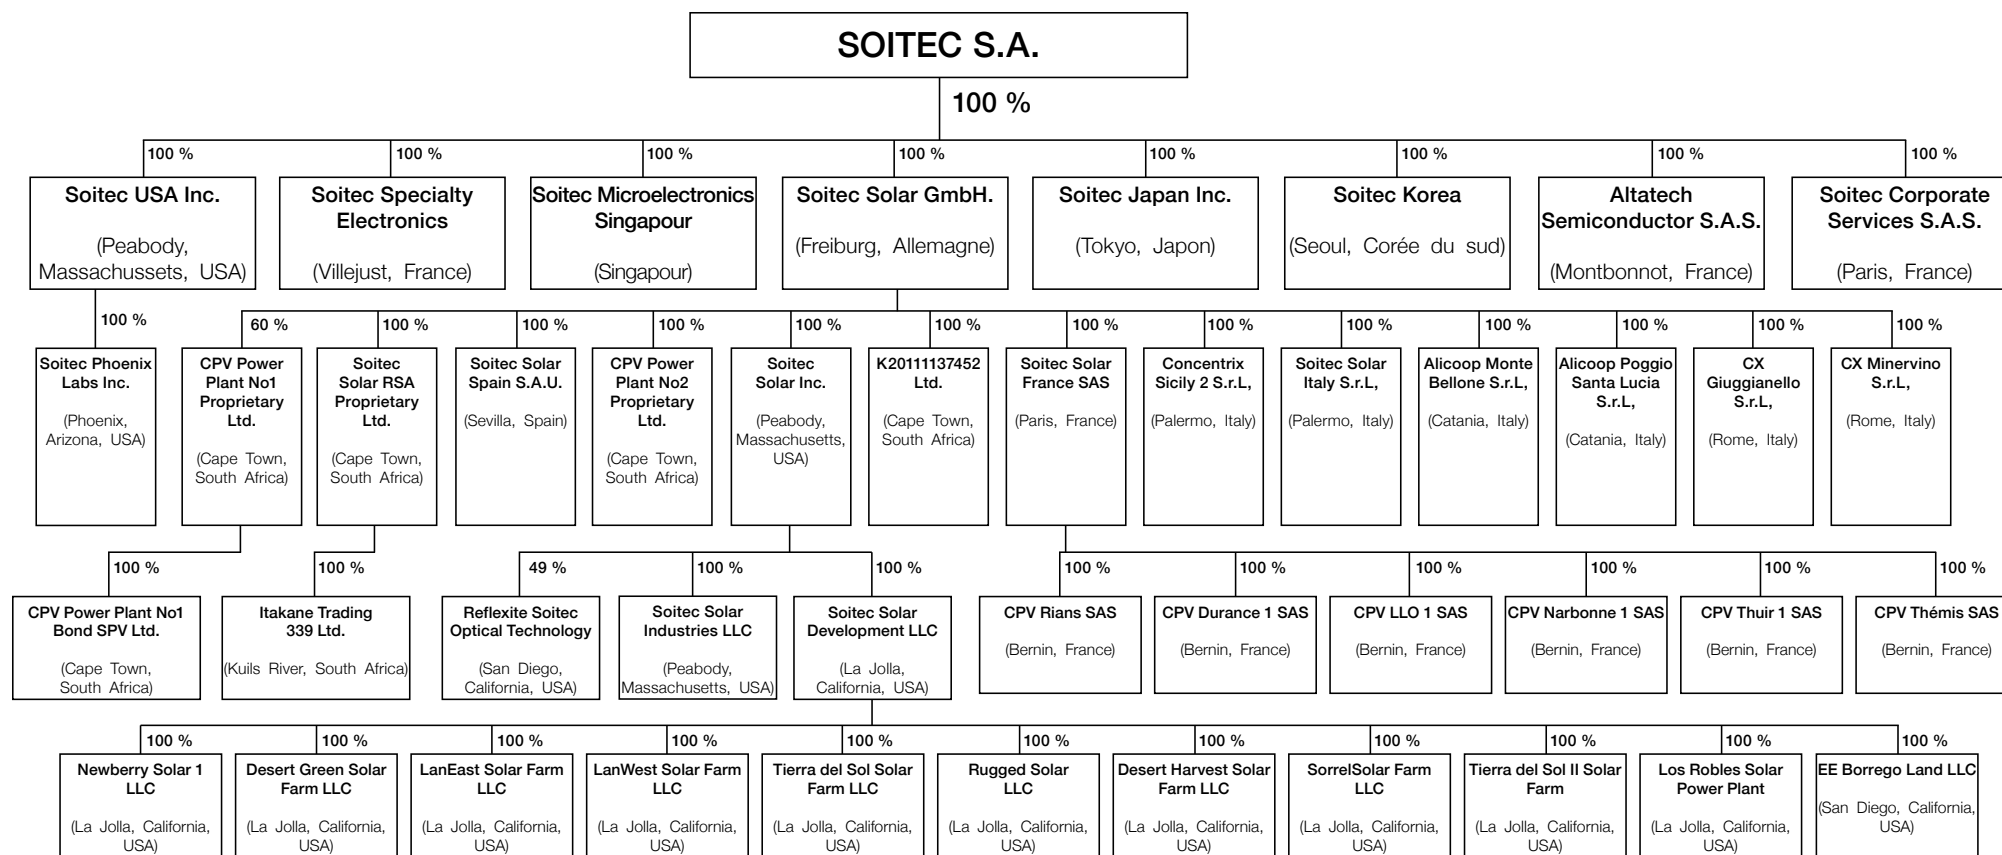 SOITEC S.A.
100 %
100 %
100 %
100 %
100 %
100 %
100 %
100 %
100 %
Soitec USA Inc.
(Peabody,
Massachussets, USA)
Soitec Specialty
Electronics
(Villejust, France)
Soitec Microelectronics
Singapour
(Singapour)
Soitec Solar GmbH.
(Freiburg, Allemagne)
Soitec Japan Inc.
(Tokyo, Japon)
Soitec Korea
(Seoul, Corée du sud)
Altatech
Semiconductor S.A.S.
(Montbonnot, France)
Soitec Corporate
Services S.A.S.
(Paris, France)
100 %
60 %
100 %
100 %
100 %
100 %
100 %
100 %
100 %
100 %
100 %
100 %
100 %
100 %
Soitec Phoenix
Labs Inc.
(Phoenix,
Arizona, USA)
CPV Power
Plant No1
Proprietary
Ltd.
(Cape Town,
South Africa)
Soitec
Solar RSA
Proprietary
Ltd.
(Cape Town,
South Africa)
Soitec Solar
Spain S.A.U.
(Sevilla, Spain)
CPV Power
Plant No2
Proprietary
Ltd.
(Cape Town,
South Africa)
Soitec
Solar Inc.
(Peabody,
Massachusetts,
USA)
K20111137452
Ltd.
(Cape Town,
South Africa)
Soitec Solar
France SAS
(Paris, France)
Concentrix
Sicily 2 S.r.L,
(Palermo, Italy)
Soitec Solar
Italy S.r.L,
(Palermo, Italy)
Alicoop Monte
Bellone S.r.L,
(Catania, Italy)
Alicoop Poggio
Santa Lucia
S.r.L,
(Catania, Italy)
CX
Giuggianello
S.r.L,
(Rome, Italy)
CX Minervino
S.r.L,
(Rome, Italy)
100 %
100 %
49 %
100 %
100 %
100 %
100 %
100 %
100 %
100 %
100 %
CPV Power Plant No1
Bond SPV Ltd.
(Cape Town,
South Africa)
Itakane Trading
339 Ltd.
(Kuils River, South Africa)
Reflexite Soitec
Optical Technology
(San Diego,
California, USA)
Soitec Solar
Industries LLC
(Peabody,
Massachusetts, USA)
Soitec Solar
Development LLC
(La Jolla,
California, USA)
CPV Rians SAS
(Bernin, France)
CPV Durance 1 SAS
(Bernin, France)
CPV LLO 1 SAS
(Bernin, France)
CPV Narbonne 1 SAS
(Bernin, France)
CPV Thuir 1 SAS
(Bernin, France)
CPV Thémis SAS
(Bernin, France)
100 %
100 %
100 %
100 %
100 %
100 %
100 %
100 %
100 %
100 %
100 %
Newberry Solar 1
LLC
(La Jolla, California,
USA)
Desert Green Solar
Farm LLC
(La Jolla, California,
USA)
LanEast Solar Farm
LLC
(La Jolla, California,
USA)
LanWest Solar Farm
LLC
(La Jolla, California,
USA)
Tierra del Sol Solar
Farm LLC
(La Jolla, California,
USA)
Rugged Solar
LLC
(La Jolla, California,
USA)
Desert Harvest Solar
Farm LLC
(La Jolla, California,
USA)
SorrelSolar Farm
LLC
(La Jolla, California,
USA)
Tierra del Sol II Solar
Farm
(La Jolla, California,
USA)
Los Robles Solar
Power Plant
(La Jolla, California,
USA)
EE Borrego Land LLC
(San Diego, California,
USA)